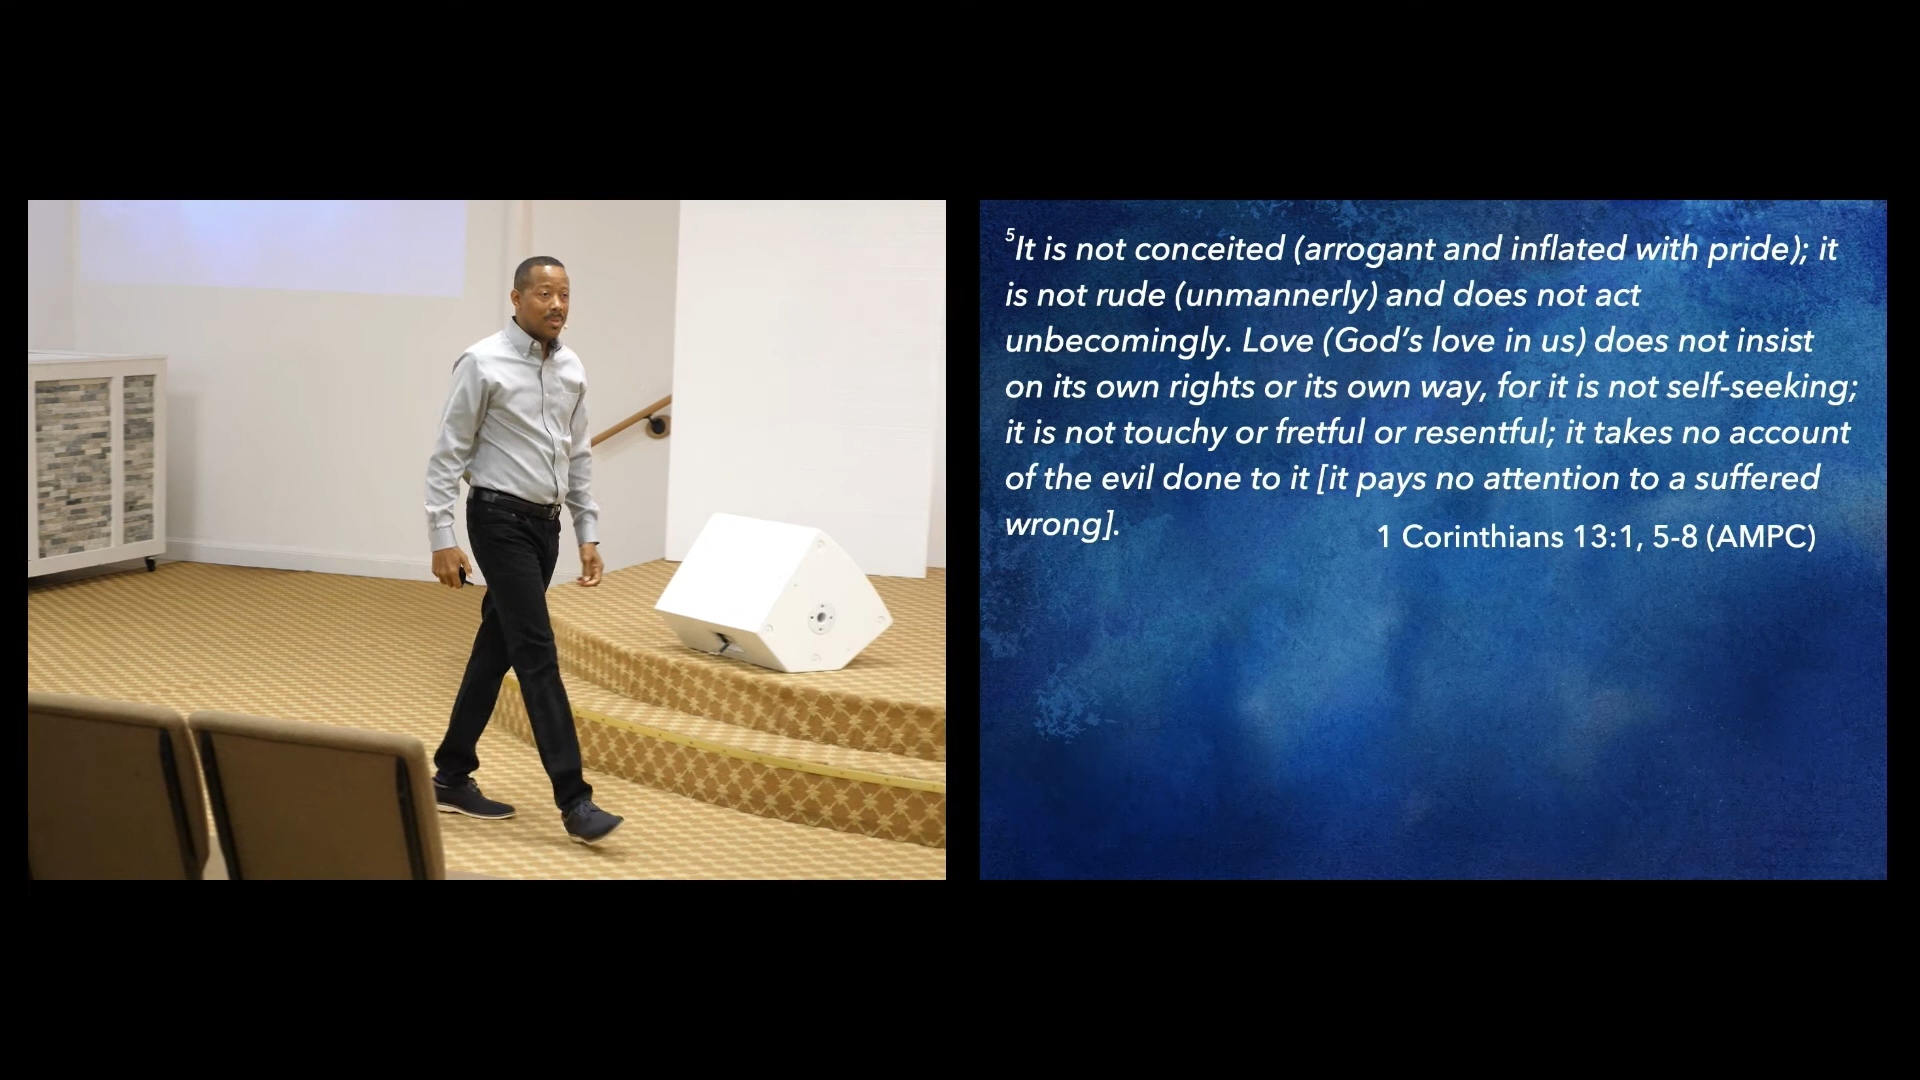 ⁵It is not conceited (arrogant and inflated with pride); it
is not rude (unmannerly) and does not act
unbecomingly. Love (God’s love in us) does not insist
on its own rights or its own way, for it is not self-seeking;
it is not touchy or fretful or resentful; it takes no account
of the evil done to it [it pays no attention to a suffered
wrong].
1 Corinthians 13:1, 5-8 (AMPC)